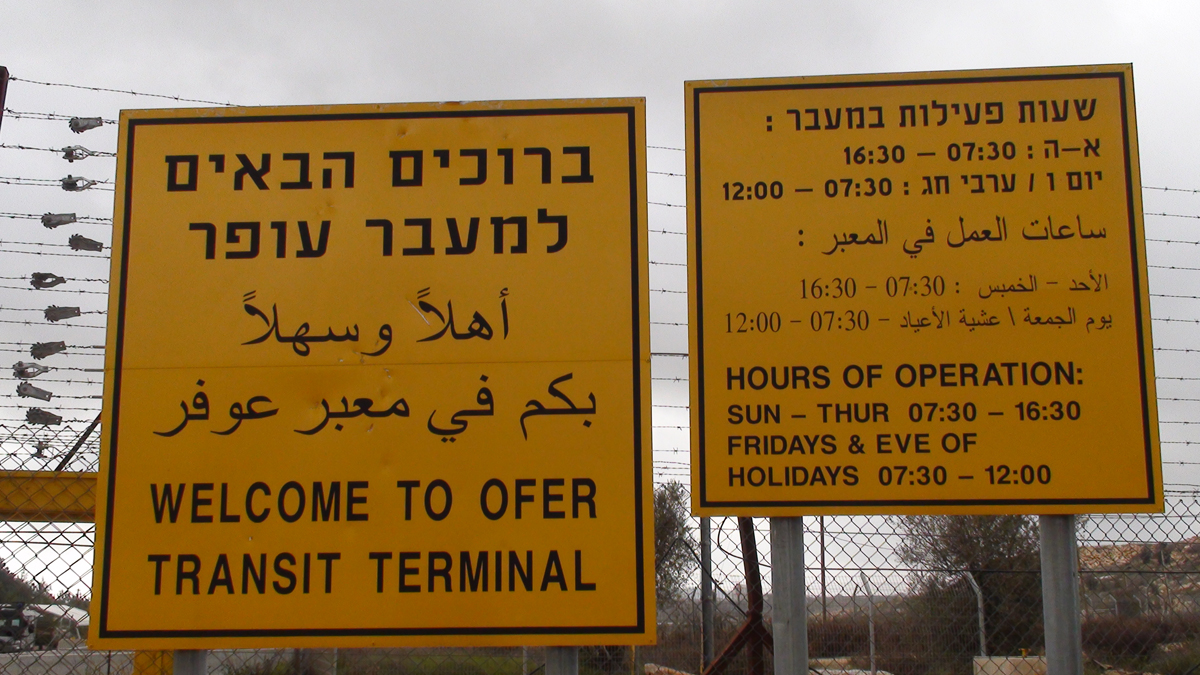 ברוכים הבאים
למעבר עופר
أهلاً وسهلاً
بكم في معبر عوفر
WELCOME TO OFER
TRANSIT TERMINAL
שעות פעילות במעבר :
א–ה : 07:30 – 16:30
יום ו / ערבי חג : 07:30 – 12:00
ساعات العمل في المعبر :
الأحد - الخميس : 07:30 - 16:30
يوم الجمعة \ عشية الأعياد - 07:30 - 12:00
HOURS OF OPERATION:
SUN – THUR 07:30 – 16:30
FRIDAYS & EVE OF
HOLIDAYS 07:30 – 12:00